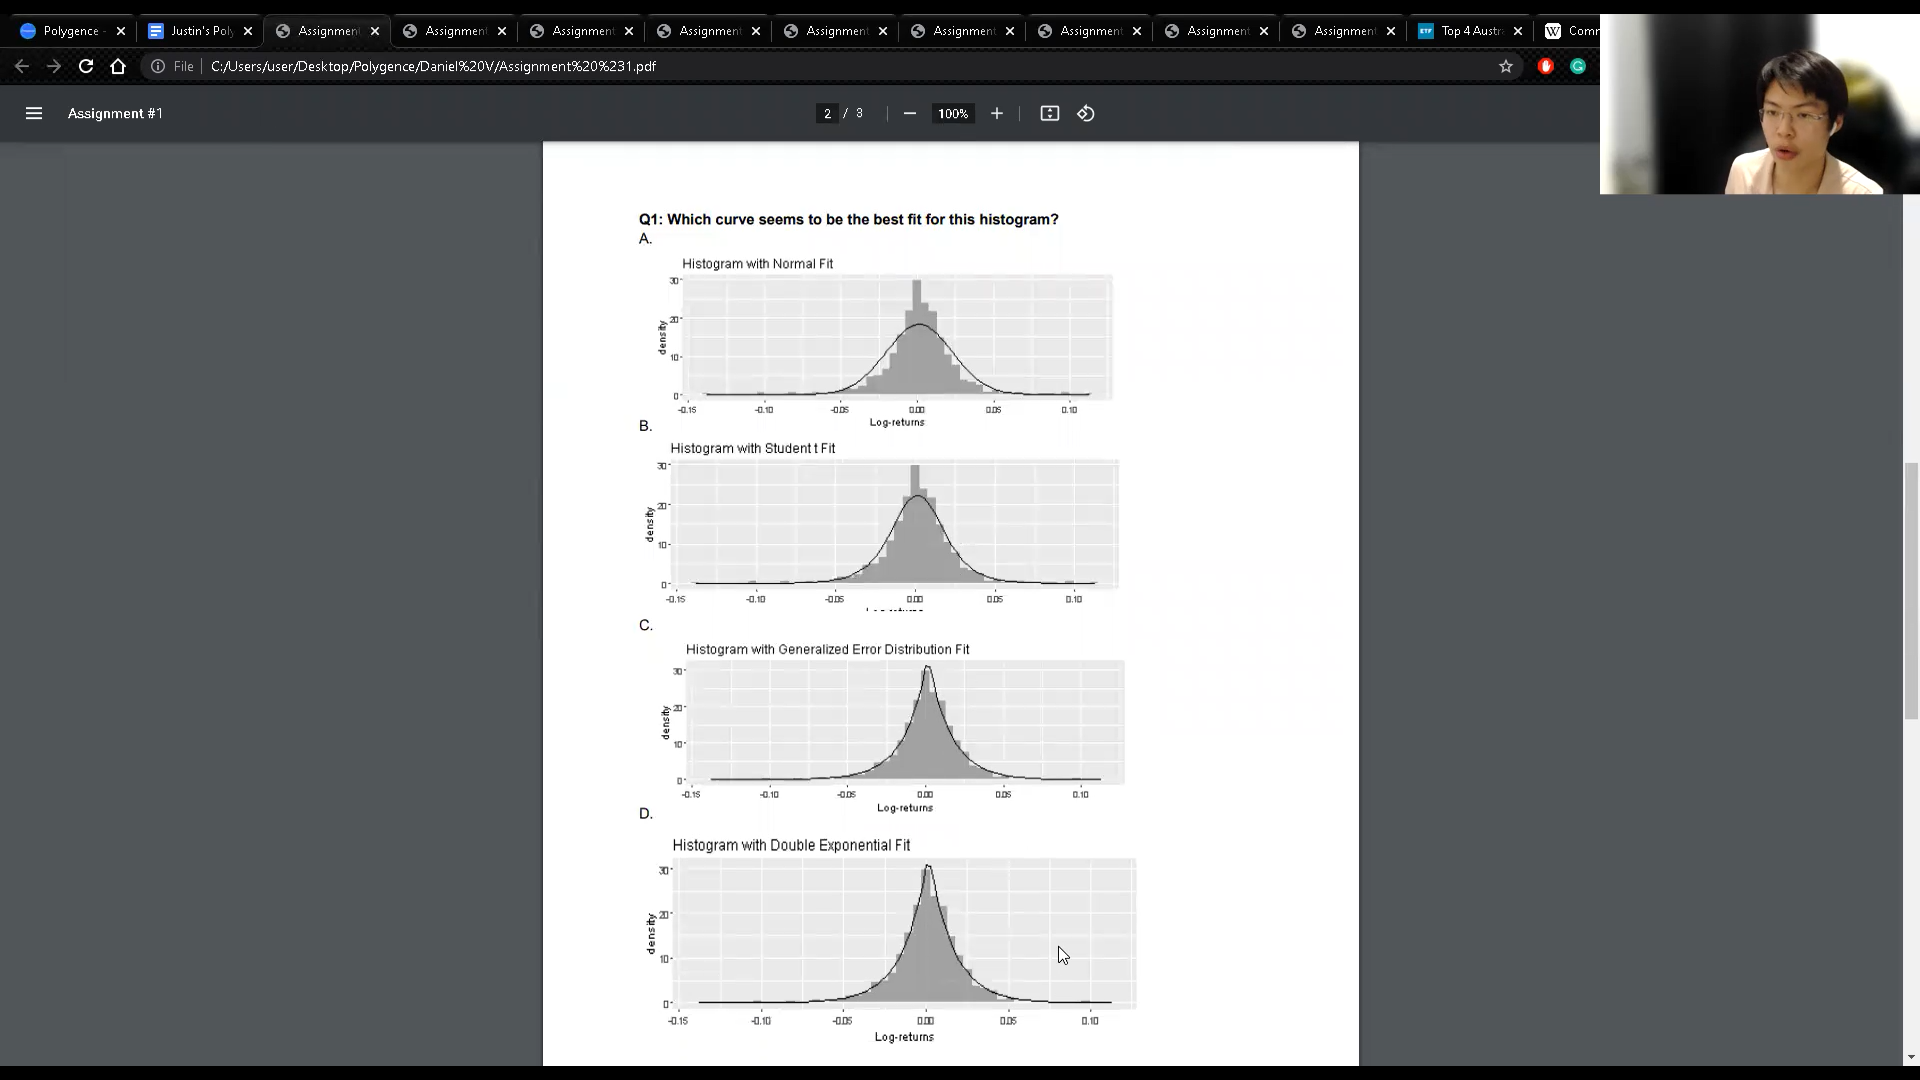 Polygence -
Justin's Poly
Assignment
Assignment
Assignment
Assignment
Assignment
Assignment
Assignment
Assignment
Assignment
Top 4 Austra
Comm
File C:/Users/user/Desktop/Polygence/Daniel%20V/Assignment%20%231.pdf
Assignment #1
2 / 3
100%
Q1: Which curve seems to be the best fit for this histogram?
A.
Histogram with Normal Fit
30
20
10
0
density
-0.15 -0.10 -0.05 0.00 0.05 0.10
Log-returns
B.
Histogram with Student t Fit
30
20
10
0
density
-0.15 -0.10 -0.05 0.00 0.05 0.10
C.
Histogram with Generalized Error Distribution Fit
30
20
10
0
density
-0.15 -0.10 -0.05 0.00 0.05 0.10
Log-returns
D.
Histogram with Double Exponential Fit
30
20
10
0
density
-0.15 -0.10 -0.05 0.00 0.05 0.10
Log-returns